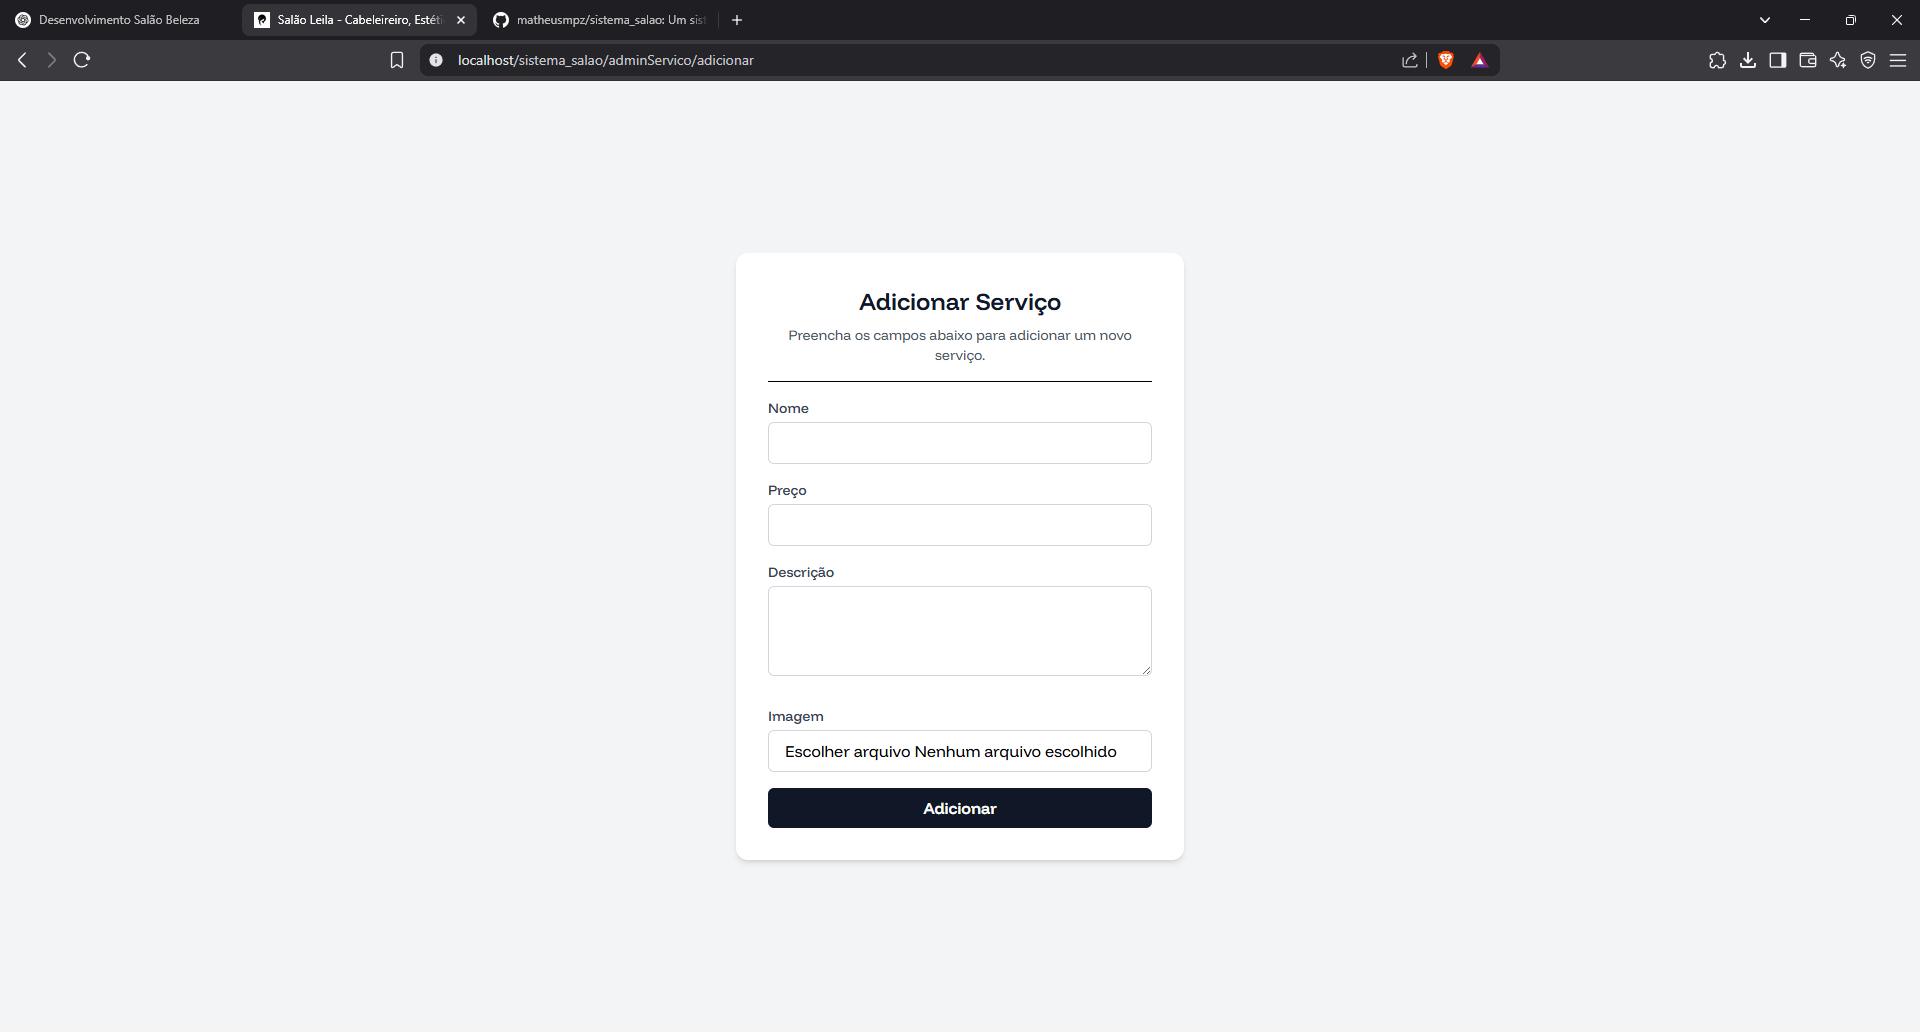 Desenvolvimento Salão Beleza
Salão Leila - Cabeleireiro, Estéti
matheusmpz/sistema_salao: Um sist
localhost/sistema_salao/adminServico/adicionar
Adicionar Serviço
Preencha os campos abaixo para adicionar um novo
serviço.
Nome
Preço
Descrição
Imagem
Escolher arquivo Nenhum arquivo escolhido
Adicionar